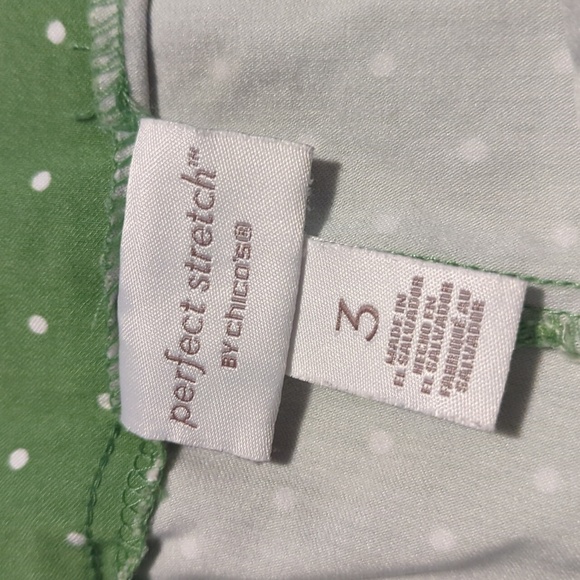 perfect stretch™
BY CHICO'S®
3
MADE IN
EL SALVADOR
HECHO EN
EL SALVADOR
FABRIQUÉ AU
SALVADOR